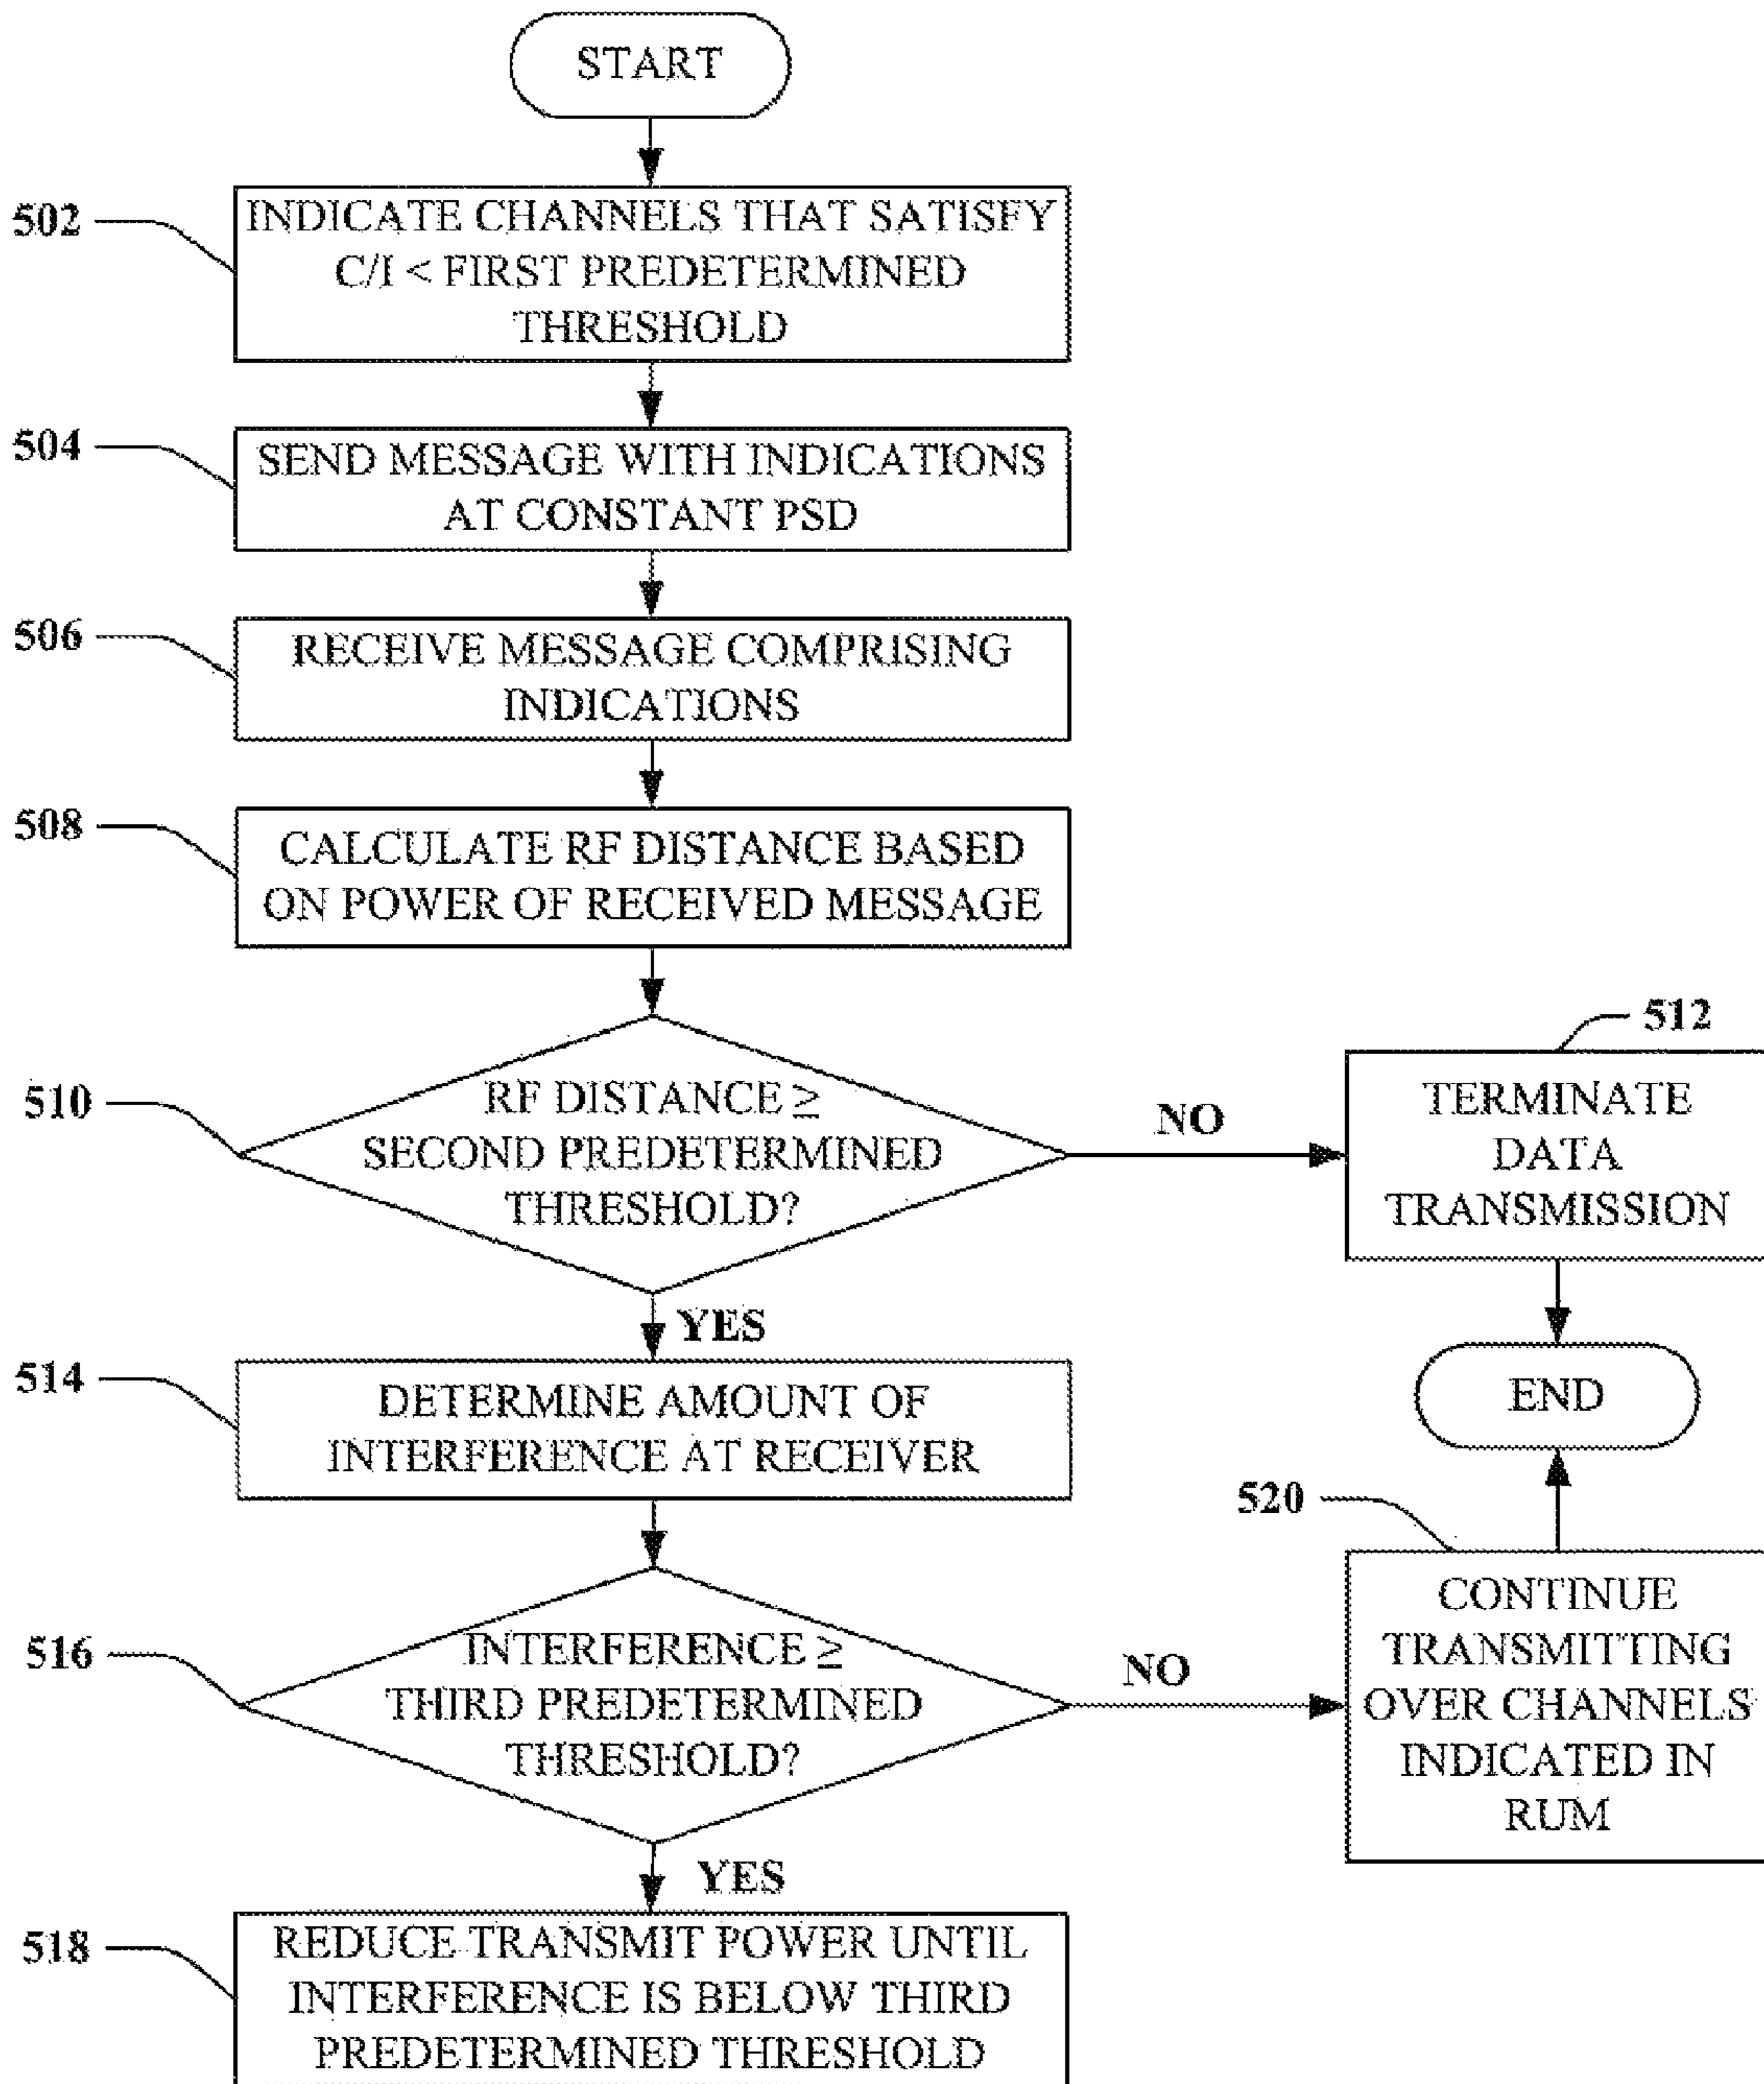 START
502
INDICATE CHANNELS THAT SATISFY
C/I < FIRST PREDETERMINED
THRESHOLD
504
SEND MESSAGE WITH INDICATIONS
AT CONSTANT PSD
506
RECEIVE MESSAGE COMPRISING
INDICATIONS
508
CALCULATE RF DISTANCE BASED
ON POWER OF RECEIVED MESSAGE
510
RF DISTANCE ≥
SECOND PREDETERMINED
THRESHOLD?
NO
512
TERMINATE
DATA
TRANSMISSION
YES
END
514
DETERMINE AMOUNT OF
INTERFERENCE AT RECEIVER
516
INTERFERENCE ≥
THIRD PREDETERMINED
THRESHOLD?
NO
520
CONTINUE
TRANSMITTING
OVER CHANNELS
INDICATED IN
RUM
YES
518
REDUCE TRANSMIT POWER UNTIL
INTERFERENCE IS BELOW THIRD
PREDETERMINED THRESHOLD